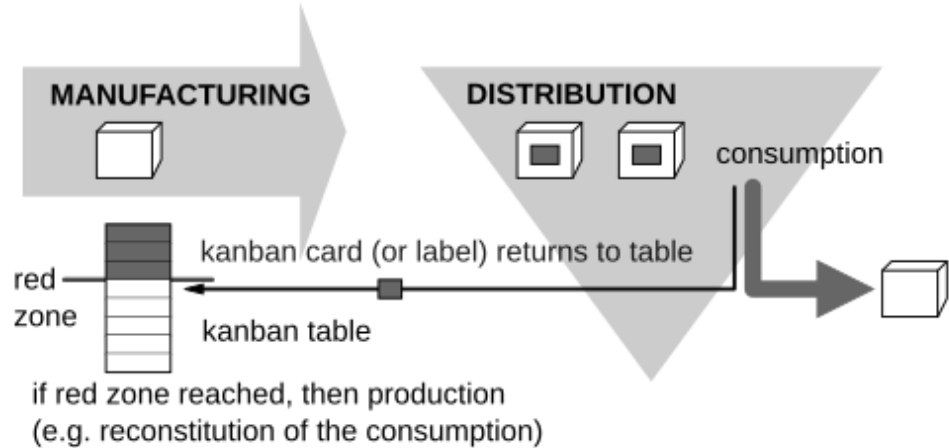 MANUFACTURING
DISTRIBUTION
consumption
kanban card (or label) returns to table
red
zone
kanban table
if red zone reached, then production
(e.g. reconstitution of the consumption)